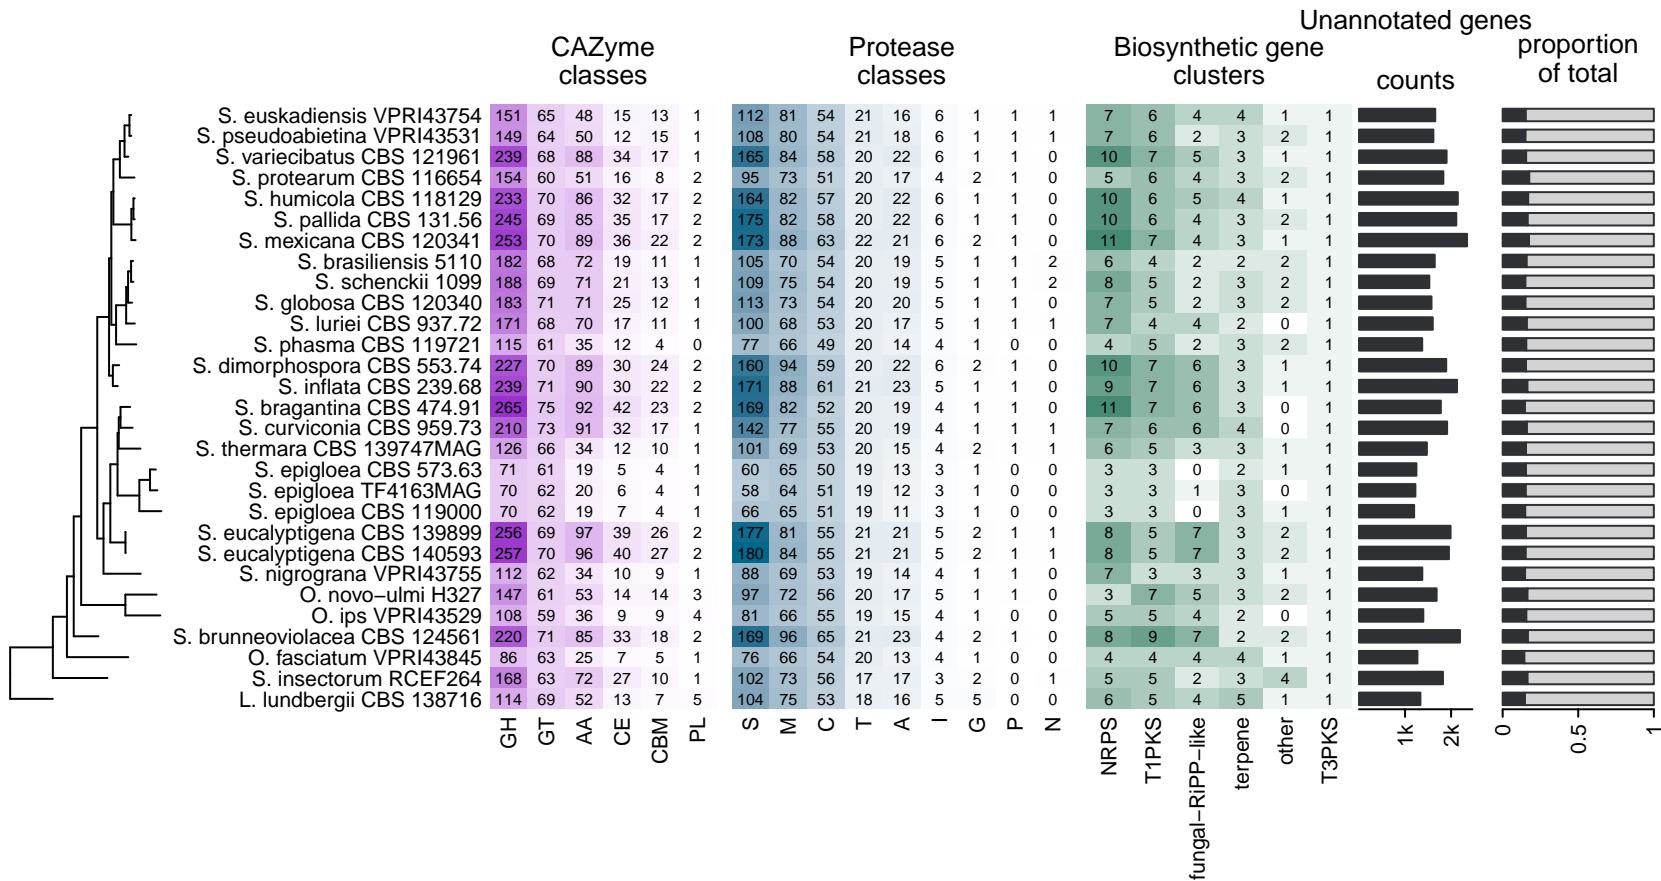 Unannotated genes
CAZyme
classes
Protease
classes
Biosynthetic gene
clusters
counts
proportion
of total
S. euskadiensis VPRI43754 151 65 48 15 13 1 112 81 54 21 16 6 1 1 1 7 6 4 4 1 1
S. pseudoabietina VPRI43531 149 64 50 12 15 1 108 80 54 21 18 6 1 1 1 7 6 2 3 2 1
S. variecibatus CBS 121961 239 68 88 34 17 1 165 84 58 20 22 6 1 1 0 10 7 5 3 1 1
S. protearum CBS 116654 154 60 51 16 8 2 95 73 51 20 17 4 2 1 0 5 6 4 3 2 1
S. humicola CBS 118129 233 70 86 32 17 2 164 82 57 20 22 6 1 1 0 10 6 5 4 1 1
S. pallida CBS 131.56 245 69 85 35 17 2 175 82 58 20 22 6 1 1 0 10 6 4 3 2 1
S. mexicana CBS 120341 253 70 89 36 22 2 173 88 63 22 21 6 2 1 0 11 7 4 3 1 1
S. brasiliensis 5110 182 68 72 19 11 1 105 70 54 20 19 5 1 1 2 6 4 2 2 2 1
S. schenckii 1099 188 69 71 21 13 1 109 75 54 20 19 5 1 1 2 8 5 2 3 2 1
S. globosa CBS 120340 183 71 71 25 12 1 113 73 54 20 20 5 1 1 0 7 5 2 3 2 1
S. luriei CBS 937.72 171 68 70 17 11 1 100 68 53 20 17 5 1 1 1 7 4 4 2 0 1
S. phasma CBS 119721 115 61 35 12 4 0 77 66 49 20 14 4 1 0 0 4 5 2 3 2 1
S. dimorphospora CBS 553.74 227 70 89 30 24 2 160 94 59 20 22 6 2 1 0 10 7 6 3 1 1
S. inflata CBS 239.68 239 71 90 30 22 2 171 88 61 21 23 5 1 1 0 9 7 6 3 1 1
S. bragantina CBS 474.91 265 75 92 42 23 2 169 82 52 20 19 4 1 1 0 11 7 6 3 0 1
S. curviconia CBS 959.73 210 73 91 32 17 1 142 77 55 20 19 4 1 1 1 7 6 6 4 0 1
S. thermara CBS 139747MAG 126 66 34 12 10 1 101 69 53 20 15 4 2 1 1 6 5 3 3 1 1
S. epigloea CBS 573.63 71 61 19 5 4 1 60 65 50 19 13 3 1 0 0 3 3 0 2 1 1
S. epigloea TF4163MAG 70 62 20 6 4 1 58 64 51 19 12 3 1 0 0 3 3 1 3 0 1
S. epigloea CBS 119000 70 62 19 7 4 1 66 65 51 19 11 3 1 0 0 3 3 0 3 1 1
S. eucalyptigena CBS 139899 256 69 97 39 26 2 177 81 55 21 21 5 2 1 1 8 5 7 3 2 1
S. eucalyptigena CBS 140593 257 70 96 40 27 2 180 84 55 21 21 5 2 1 1 8 5 7 3 2 1
S. nigrograna VPRI43755 112 62 34 10 9 1 88 69 53 19 14 4 1 1 0 7 3 3 3 1 1
O. novo−ulmi H327 147 61 53 14 14 3 97 72 56 20 17 5 1 1 0 3 7 5 3 2 1
O. ips VPRI43529 108 59 36 9 9 4 81 66 55 19 15 4 1 0 0 5 5 4 2 0 1
S. brunneoviolacea CBS 124561 220 71 85 33 18 2 169 96 65 21 23 4 2 1 0 8 9 7 2 2 1
O. fasciatum VPRI43845 86 63 25 7 5 1 76 66 54 20 13 4 1 0 0 4 4 4 4 1 1
S. insectorum RCEF264 168 63 72 27 10 1 102 73 56 17 17 3 2 0 1 5 5 2 3 4 1
L. lundbergii CBS 138716 114 69 52 13 7 5 104 75 53 18 16 5 5 0 0 6 5 4 5 1 1
GH GT AA CE CBM PL S M C T A I G P N NRPS T1PKS fungal−RiPP−like terpene other T3PKS 1k 2k 0 0.5 1